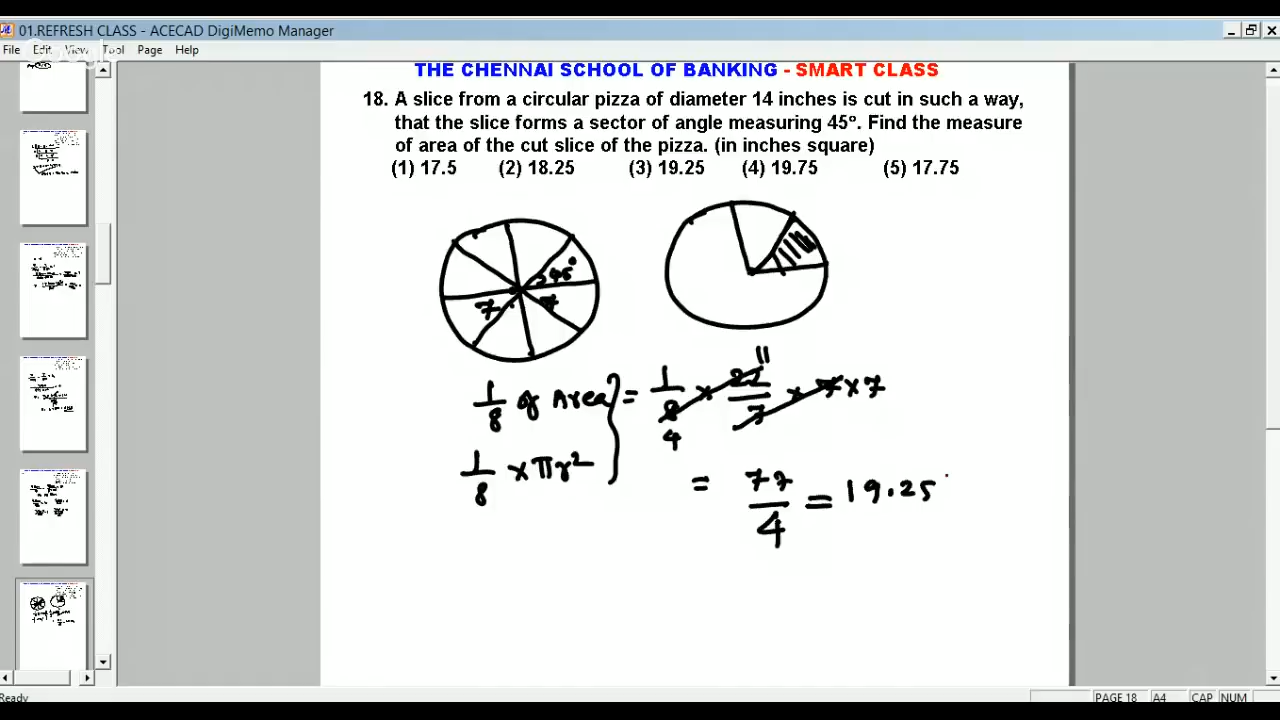 01.REFRESH CLASS - ACECAD DigiMemo Manager
File Edit View Tool Page Help
Google
THE CHENNAI SCHOOL OF BANKING - SMART CLASS
18. A slice from a circular pizza of diameter 14 inches is cut in such a way,
that the slice forms a sector of angle measuring 45°. Find the measure
of area of the cut slice of the pizza. (in inches square)
(1) 17.5 (2) 18.25 (3) 19.25 (4) 19.75 (5) 17.75
45°
7 7
11
1/8 of Area } = 1/8 × 22/7 × 7 × 7
4
1/8 × πr²
= 77/4 = 19.25
Ready PAGE 18 A4 CAP NUM